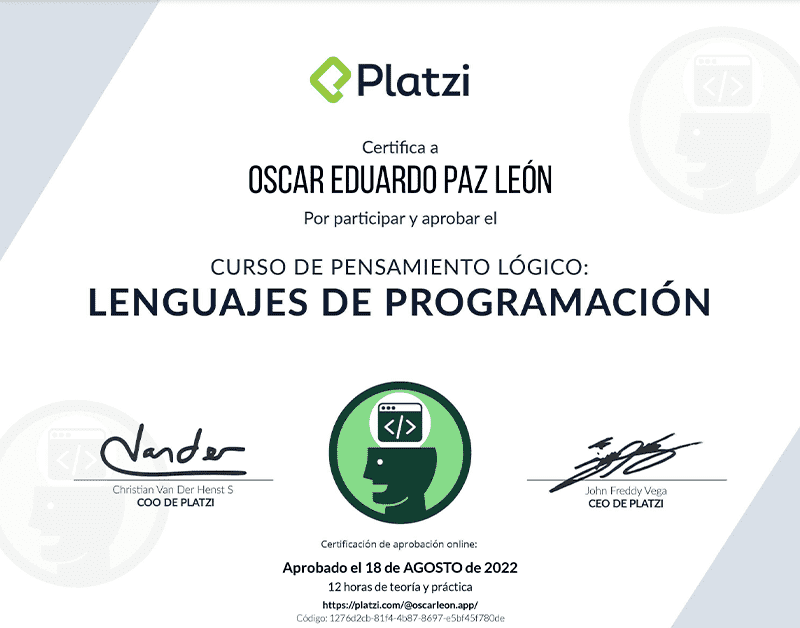 Platzi
Certifica a
OSCAR EDUARDO PAZ LEÓN
Por participar y aprobar el
CURSO DE PENSAMIENTO LÓGICO:
LENGUAJES DE PROGRAMACIÓN
Vander
Christian Van Der Henst S
COO DE PLATZI
</>
John Freddy Vega
CEO DE PLATZI
Certificación de aprobación online:
Aprobado el 18 de AGOSTO de 2022
12 horas de teoría y práctica
https://platzi.com/@oscarleon.app/
Código: 1276d2cb-81f4-4b87-8697-e5bf45f780de